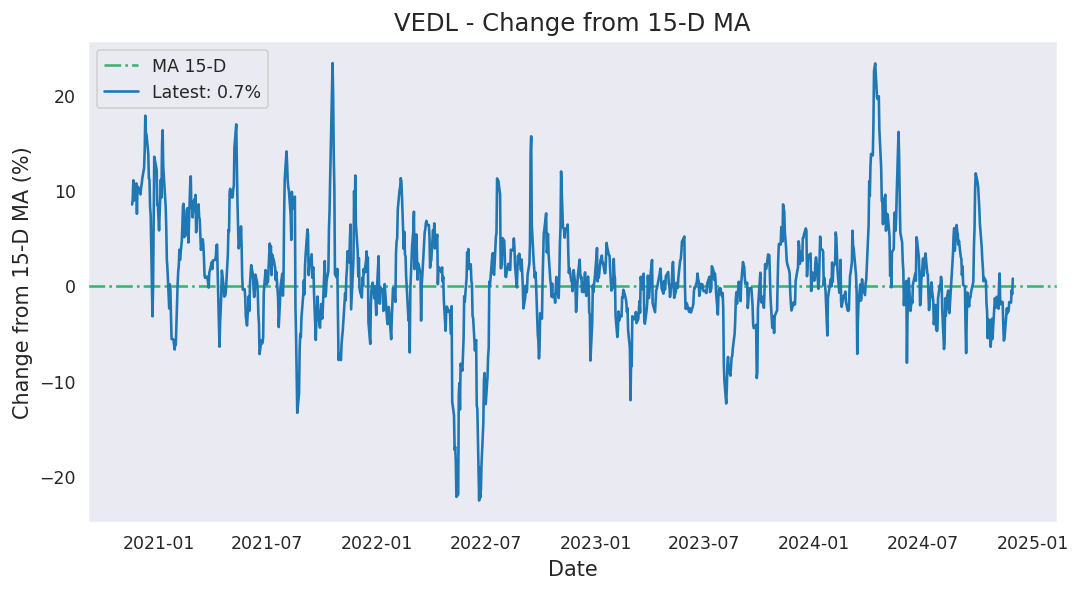 VEDL - Change from 15-D MA
MA 15-D
Latest: 0.7%
Change from 15-D MA (%)
20
10
0
−10
−20
2021-01 2021-07 2022-01 2022-07 2023-01 2023-07 2024-01 2024-07 2025-01
Date